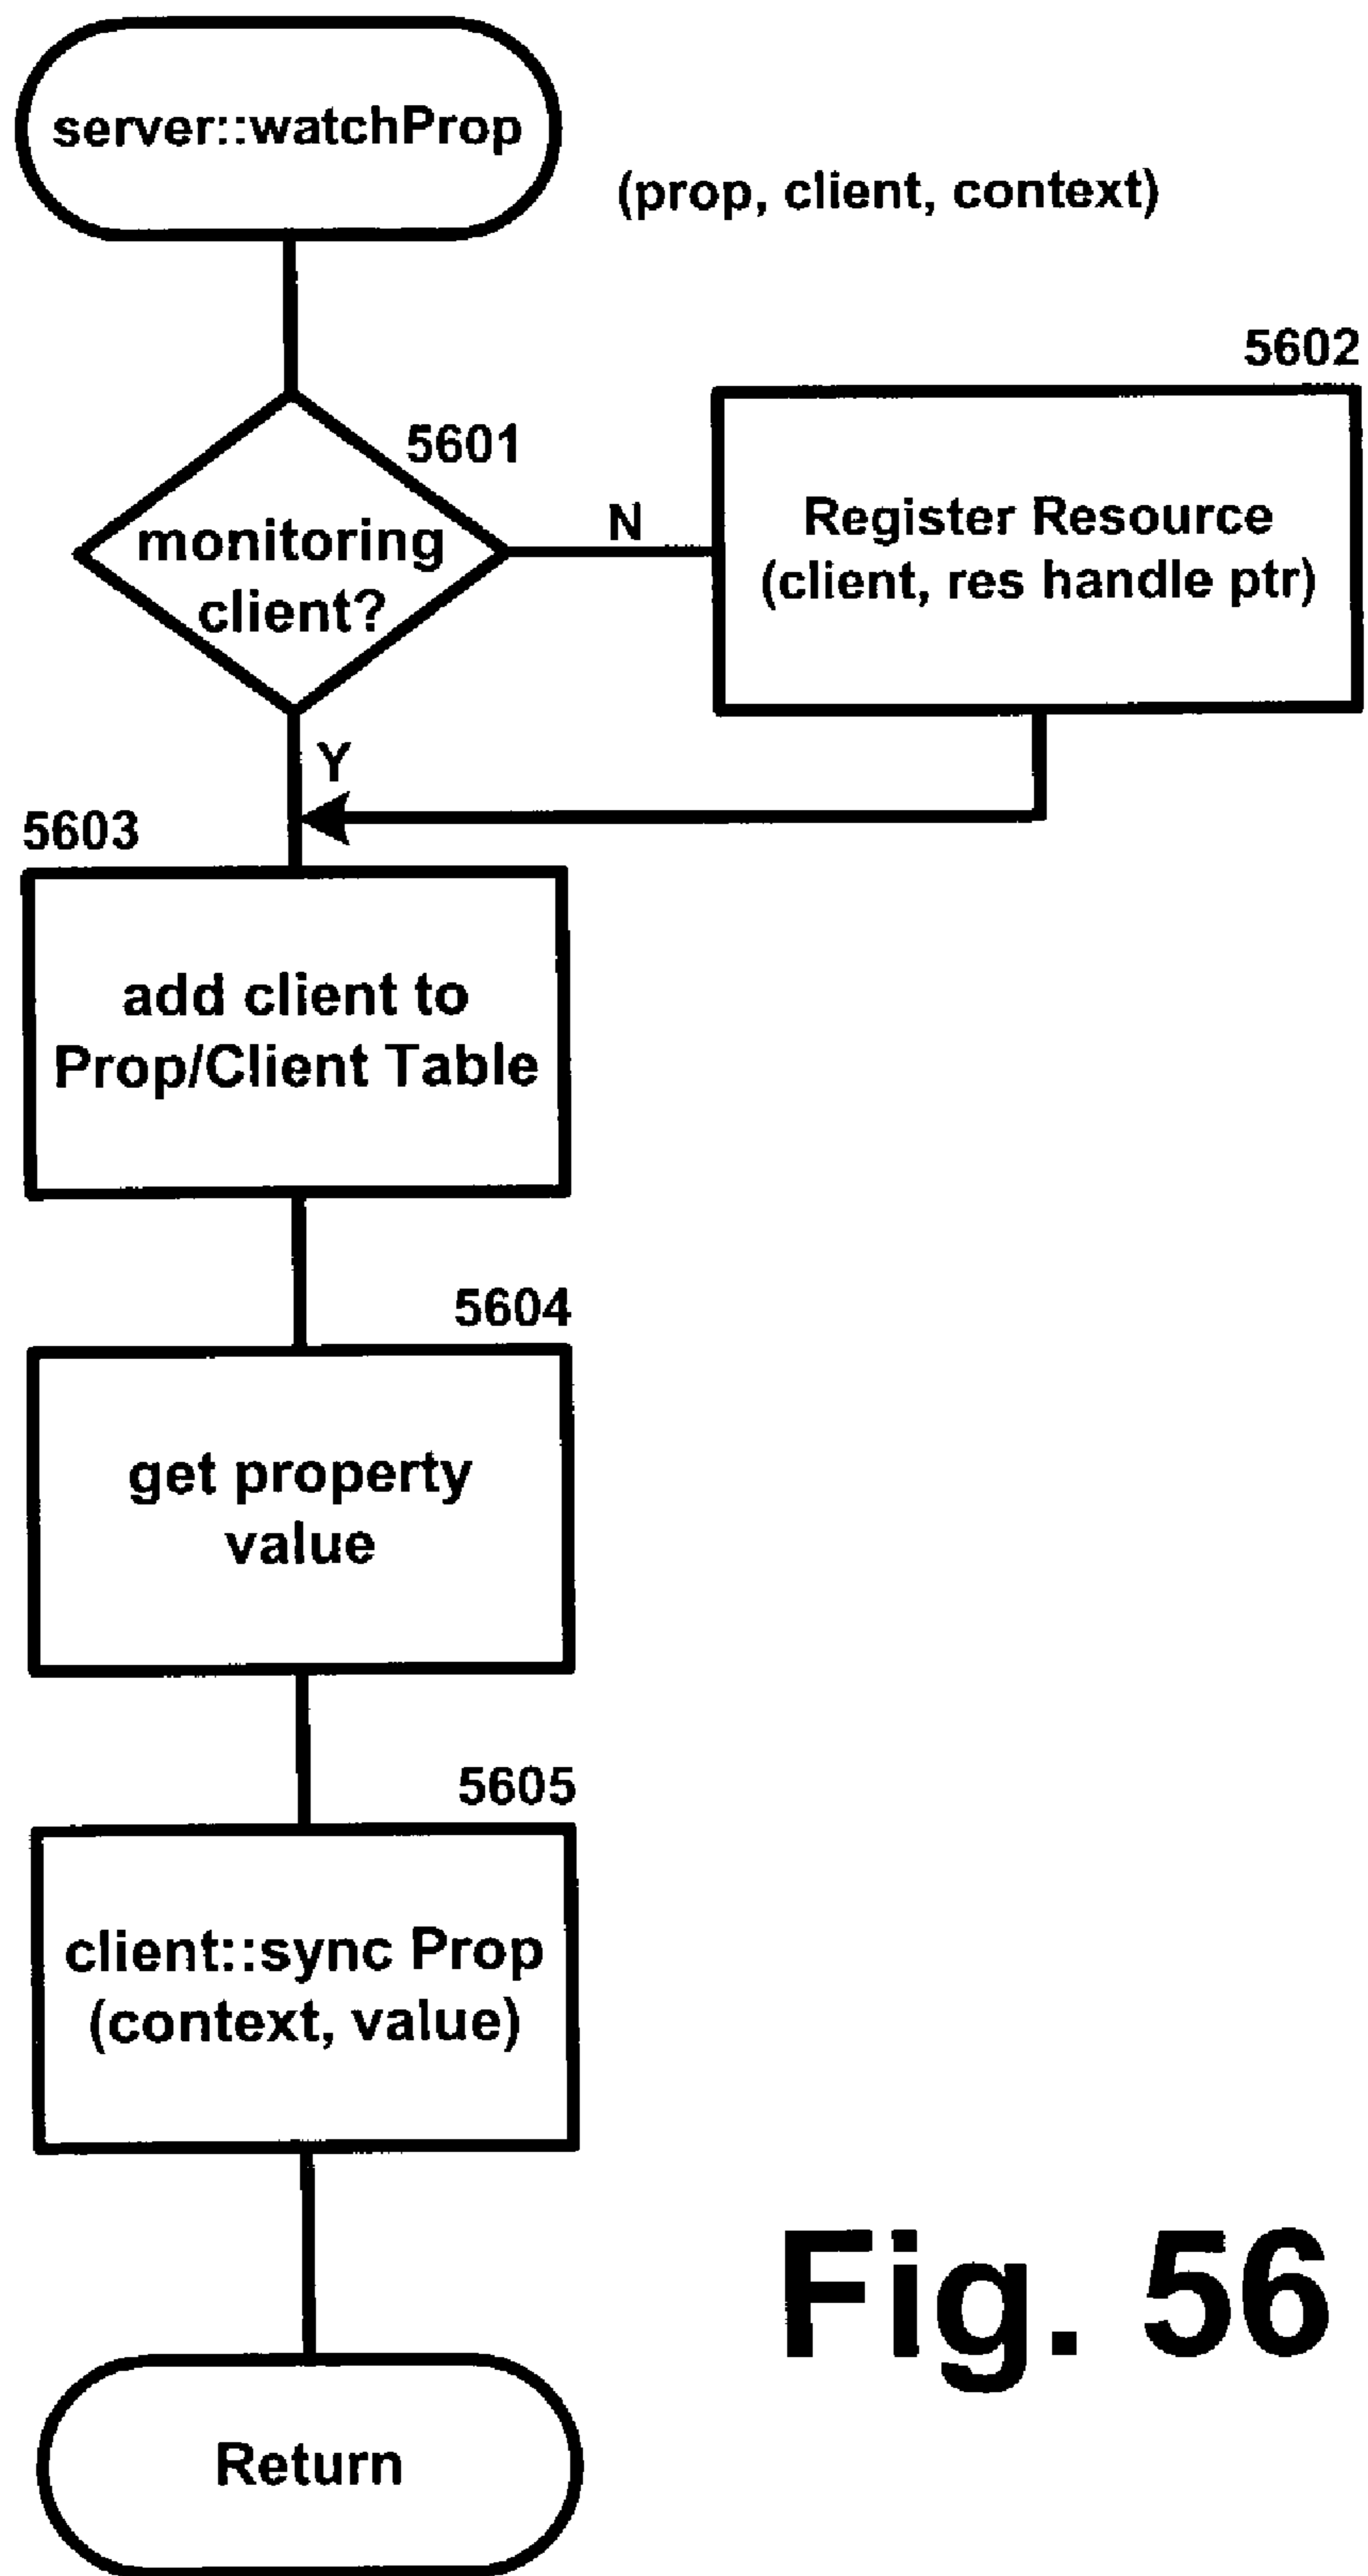 server::watchProp
(prop, client, context)
5602
5601
monitoring
client?
N
Register Resource
(client, res handle ptr)
Y
5603
add client to
Prop/Client Table
5604
get property
value
5605
client::sync Prop
(context, value)
Return
Fig. 56